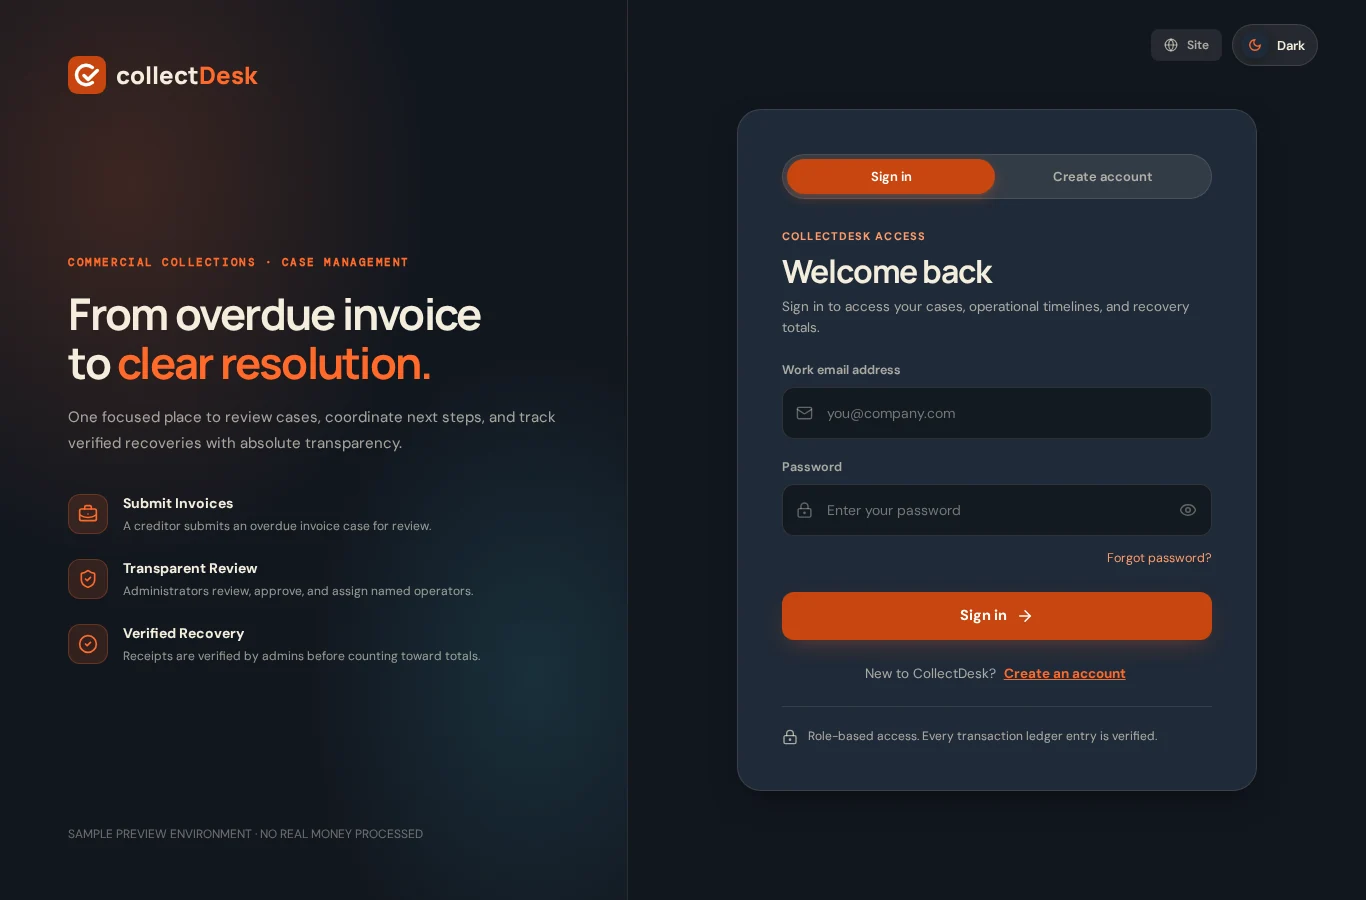 collectDesk
Site
Dark
COMMERCIAL COLLECTIONS · CASE MANAGEMENT
From overdue invoice
to clear resolution.
One focused place to review cases, coordinate next steps, and track
verified recoveries with absolute transparency.
Submit Invoices
A creditor submits an overdue invoice case for review.
Transparent Review
Administrators review, approve, and assign named operators.
Verified Recovery
Receipts are verified by admins before counting toward totals.
SAMPLE PREVIEW ENVIRONMENT · NO REAL MONEY PROCESSED
Sign in
Create account
COLLECTDESK ACCESS
Welcome back
Sign in to access your cases, operational timelines, and recovery
totals.
Work email address
you@company.com
Password
Enter your password
Forgot password?
Sign in
New to CollectDesk? Create an account
Role-based access. Every transaction ledger entry is verified.